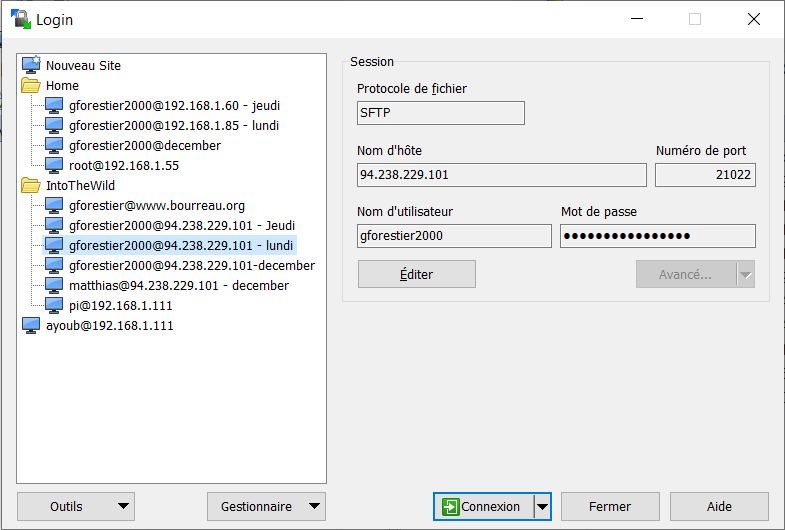 Login
Nouveau Site
Home
gforestier2000@192.168.1.60 - jeudi
gforestier2000@192.168.1.85 - lundi
gforestier2000@december
root@192.168.1.55
IntoTheWild
gforestier@www.bourreau.org
gforestier2000@94.238.229.101 - Jeudi
gforestier2000@94.238.229.101 - lundi
gforestier2000@94.238.229.101-december
matthias@94.238.229.101 - december
pi@192.168.1.111
ayoub@192.168.1.111
Session
Protocole de fichier
SFTP
Nom d'hôte Numéro de port
94.238.229.101 21022
Nom d'utilisateur Mot de passe
gforestier2000 ●●●●●●●●●●●●●●●●
Éditer Avancé...
Outils Gestionnaire Connexion Fermer Aide